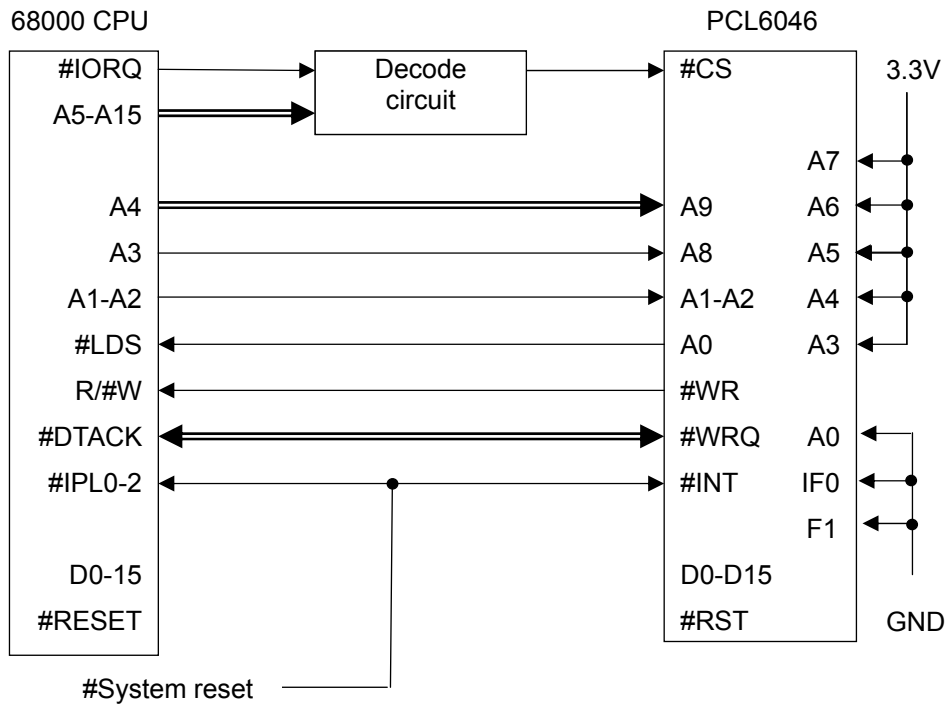 68000 CPU
PCL6046
#IORQ
Decode
circuit
#CS
3.3V
A5-A15
A7
A4
A9
A6
A3
A8
A5
A1-A2
A1-A2
A4
#LDS
A0
A3
R/#W
#WR
#DTACK
#WRQ
A0
#IPL0-2
#INT
IF0
F1
D0-15
D0-D15
#RESET
#RST
GND
#System reset